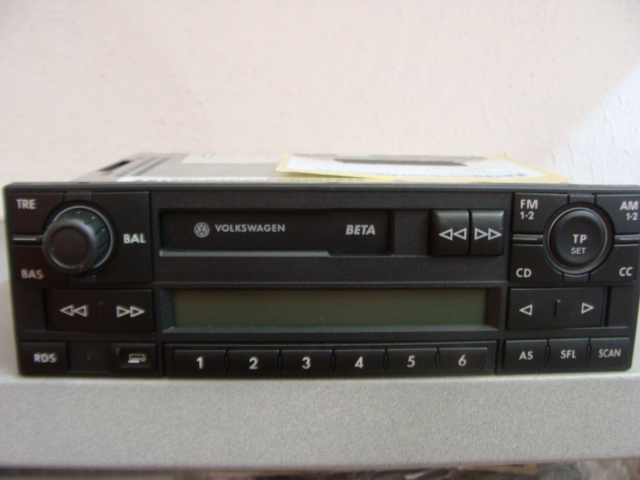 TRE
BAL
BAS
VOLKSWAGEN BETA
FM
1-2
AM
1-2
TP
SET
CD
CC
RDS
1 2 3 4 5 6
AS SFL SCAN